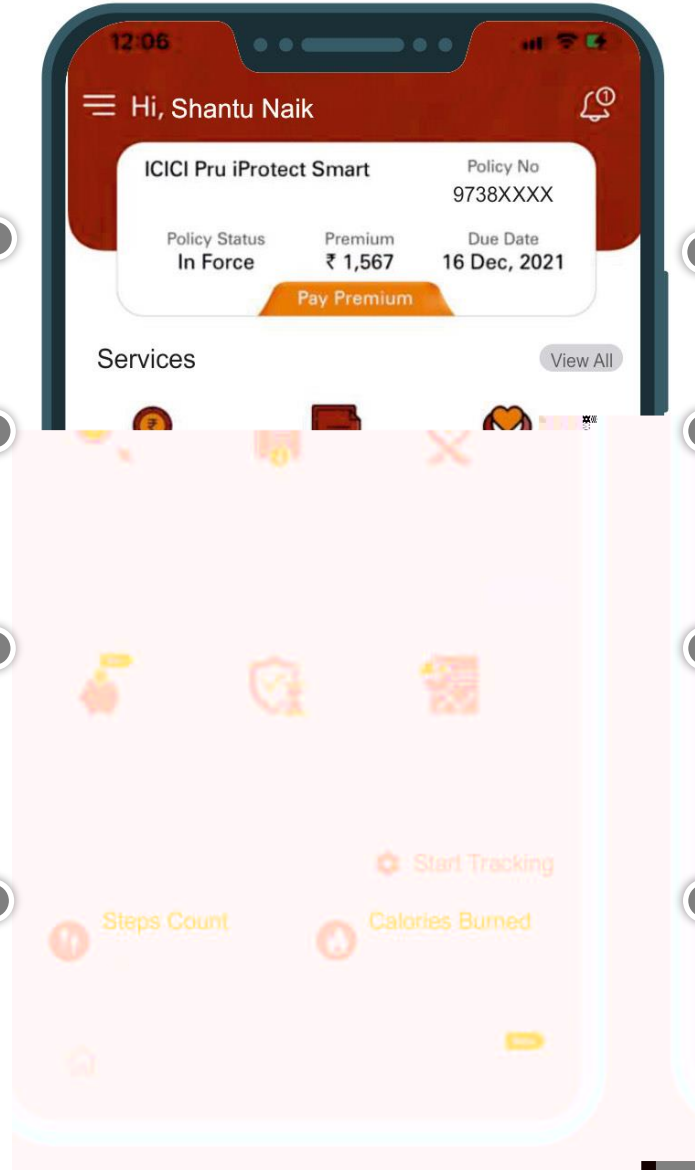 12:06
Hi, Shantu Naik
1
ICICI Pru iProtect Smart
Policy No
9738XXXX
Policy Status Premium Due Date
In Force ₹ 1,567 16 Dec, 2021
Pay Premium
Services
View All
₹
Start Tracking
Steps Count Calories Burned